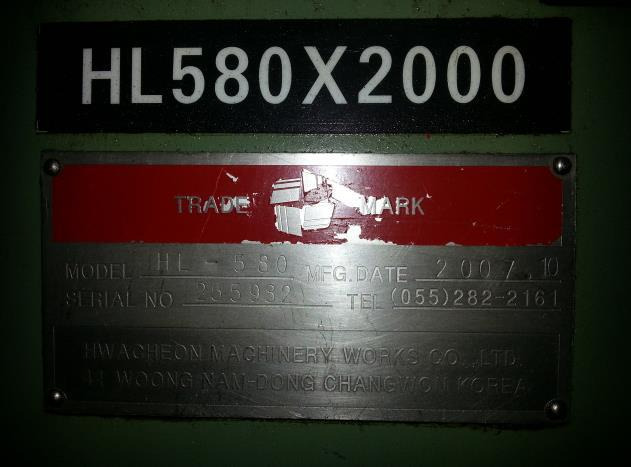 HL580X2000
TRADE MARK
MODEL HL-580 MFG.DATE 2007.10
SERIAL NO 255932 TEL (055)282-2161
HWACHEON MACHINERY WORKS CO.,LTD.
41 WOONG NAM-DONG CHANGWON KOREA